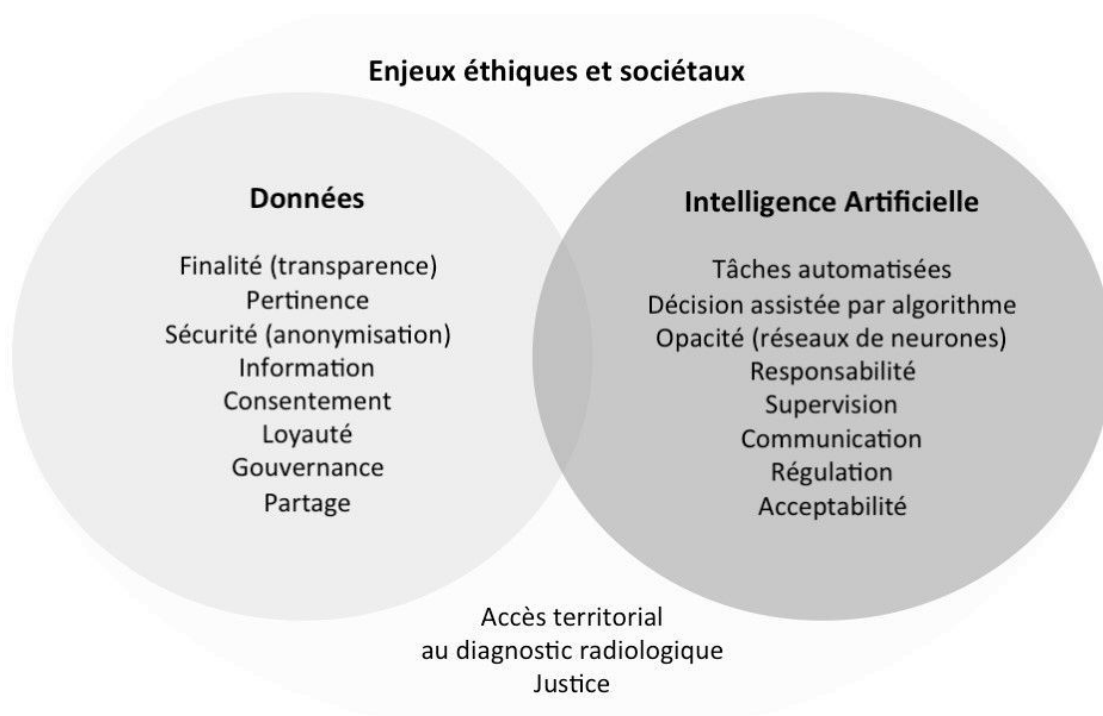 Enjeux éthiques et sociétaux
Données
Finalité (transparence)
Pertinence
Sécurité (anonymisation)
Information
Consentement
Loyauté
Gouvernance
Partage
Intelligence Artificielle
Tâches automatisées
Décision assistée par algorithme
Opacité (réseaux de neurones)
Responsabilité
Supervision
Communication
Régulation
Acceptabilité
Accès territorial
au diagnostic radiologique
Justice